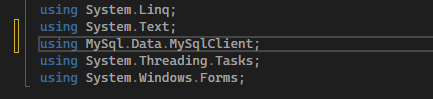 using System.Linq;
using System.Text;
using MySql.Data.MySqlClient;
using System.Threading.Tasks;
using System.Windows.Forms;